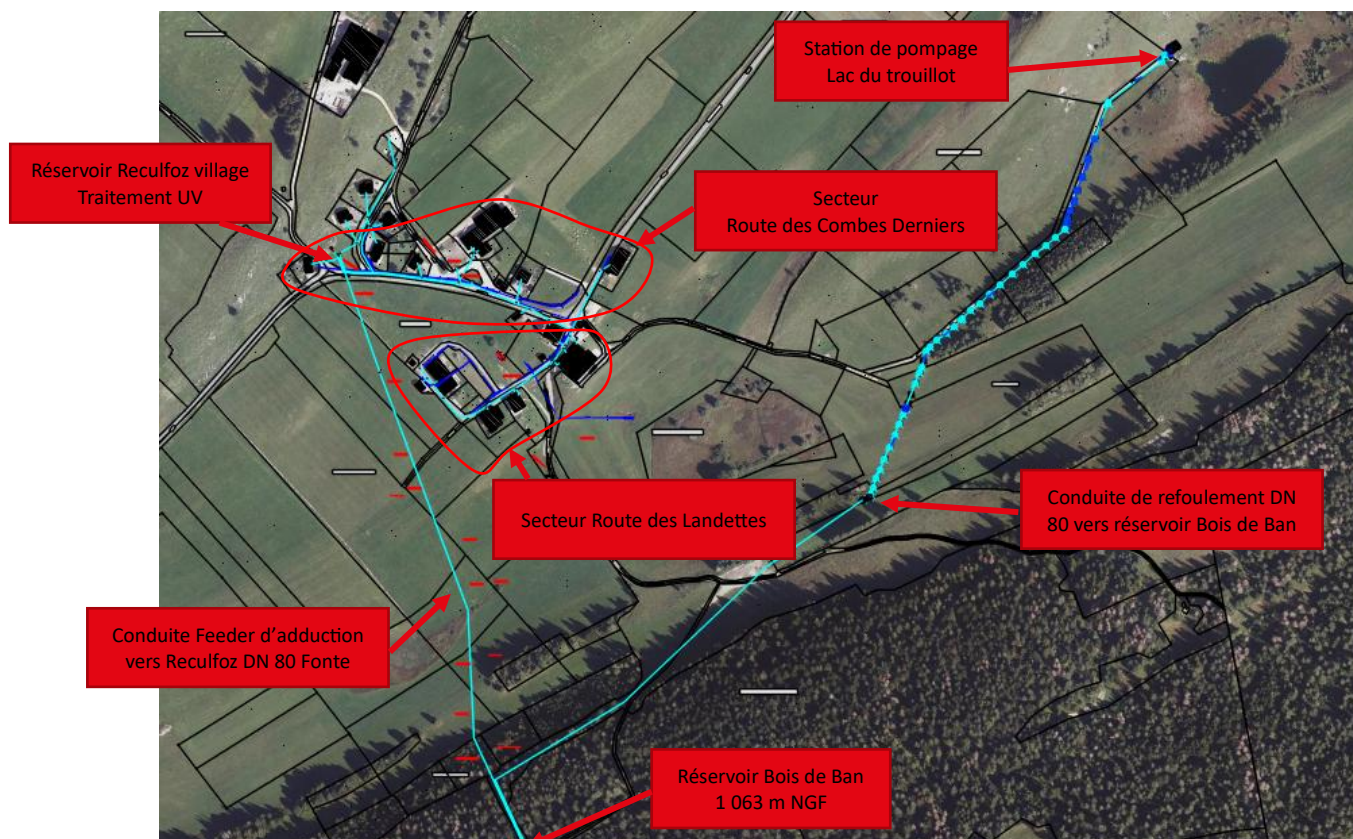 Station de pompage
Lac du trouillot
Réservoir Reculfoz village
Traitement UV
Secteur
Route des Combes Derniers
Secteur Route des Landettes
Conduite de refoulement DN
80 vers réservoir Bois de Ban
Conduite Feeder d'adduction
vers Reculfoz DN 80 Fonte
Réservoir Bois de Ban
1 063 m NGF